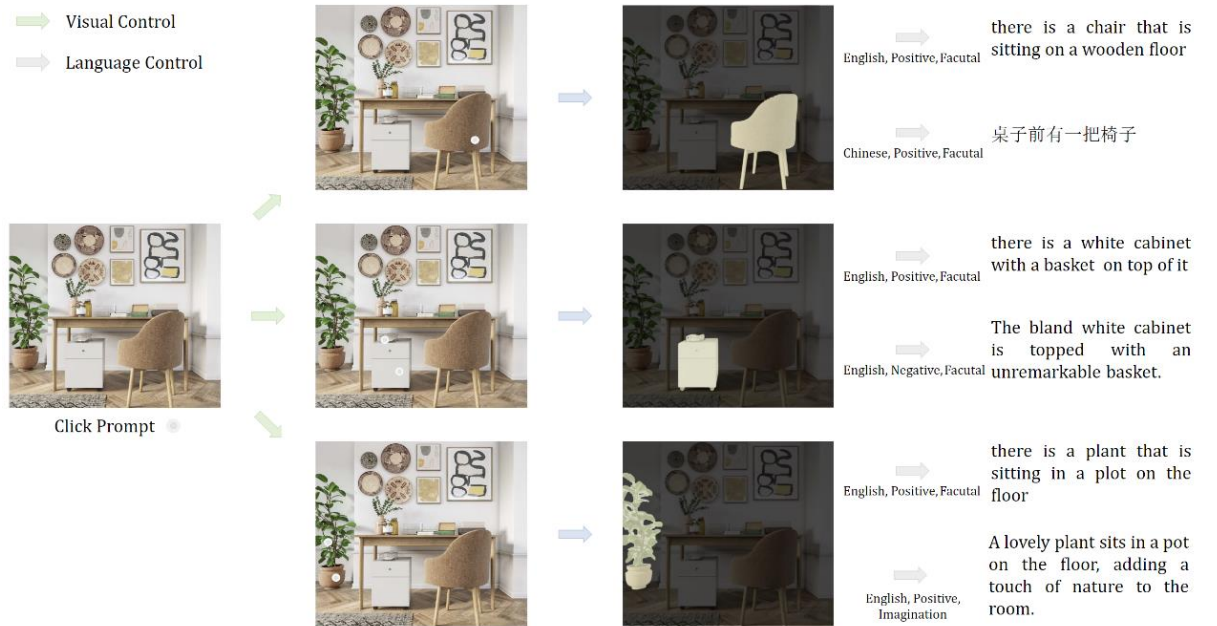 Visual Control
Language Control
English, Positive, Facutal
there is a chair that is
sitting on a wooden floor
Chinese, Positive, Facutal
桌子前有一把椅子
Click Prompt
English, Positive, Facutal
there is a white cabinet
with a basket on top of it
English, Negative, Facutal
The bland white cabinet
is topped with an
unremarkable basket.
English, Positive, Facutal
there is a plant that is
sitting in a plot on the
floor
English, Positive,
Imagination
A lovely plant sits in a pot
on the floor, adding a
touch of nature to the
room.